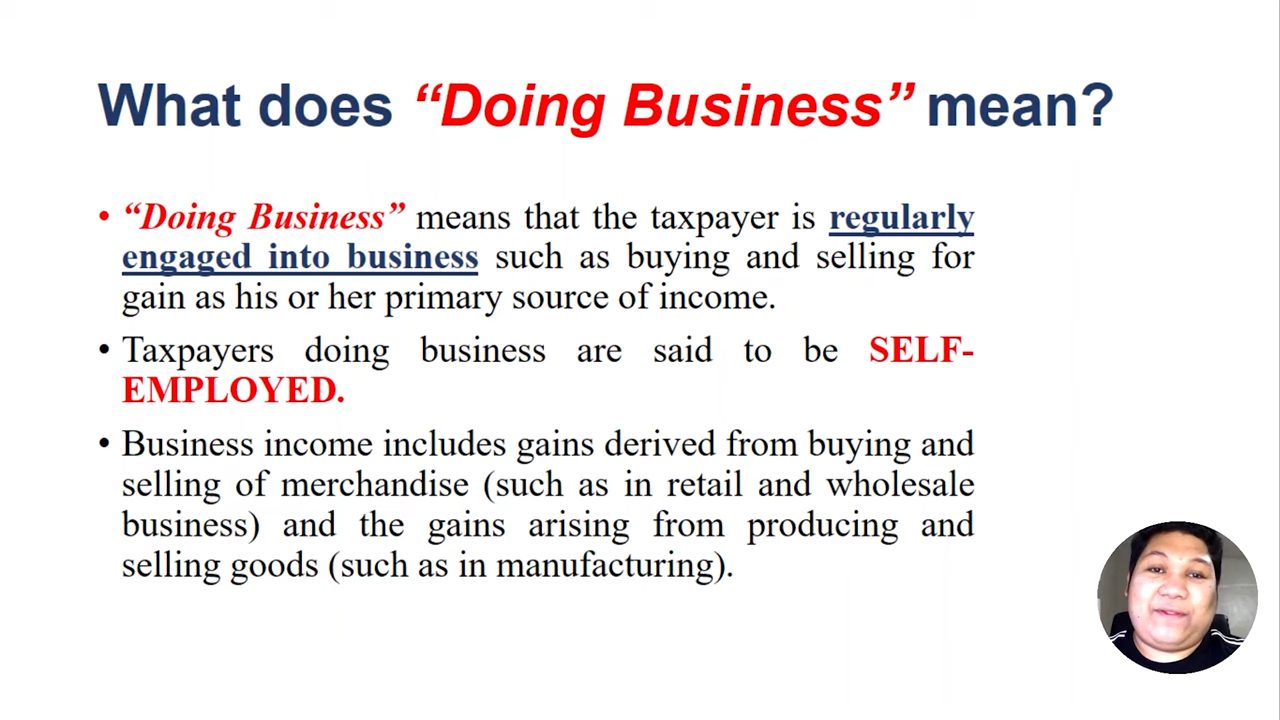 What does “Doing Business” mean?
• “Doing Business” means that the taxpayer is regularly
engaged into business such as buying and selling for
gain as his or her primary source of income.
• Taxpayers doing business are said to be SELF-
EMPLOYED.
• Business income includes gains derived from buying and
selling of merchandise (such as in retail and wholesale
business) and the gains arising from producing and
selling goods (such as in manufacturing).